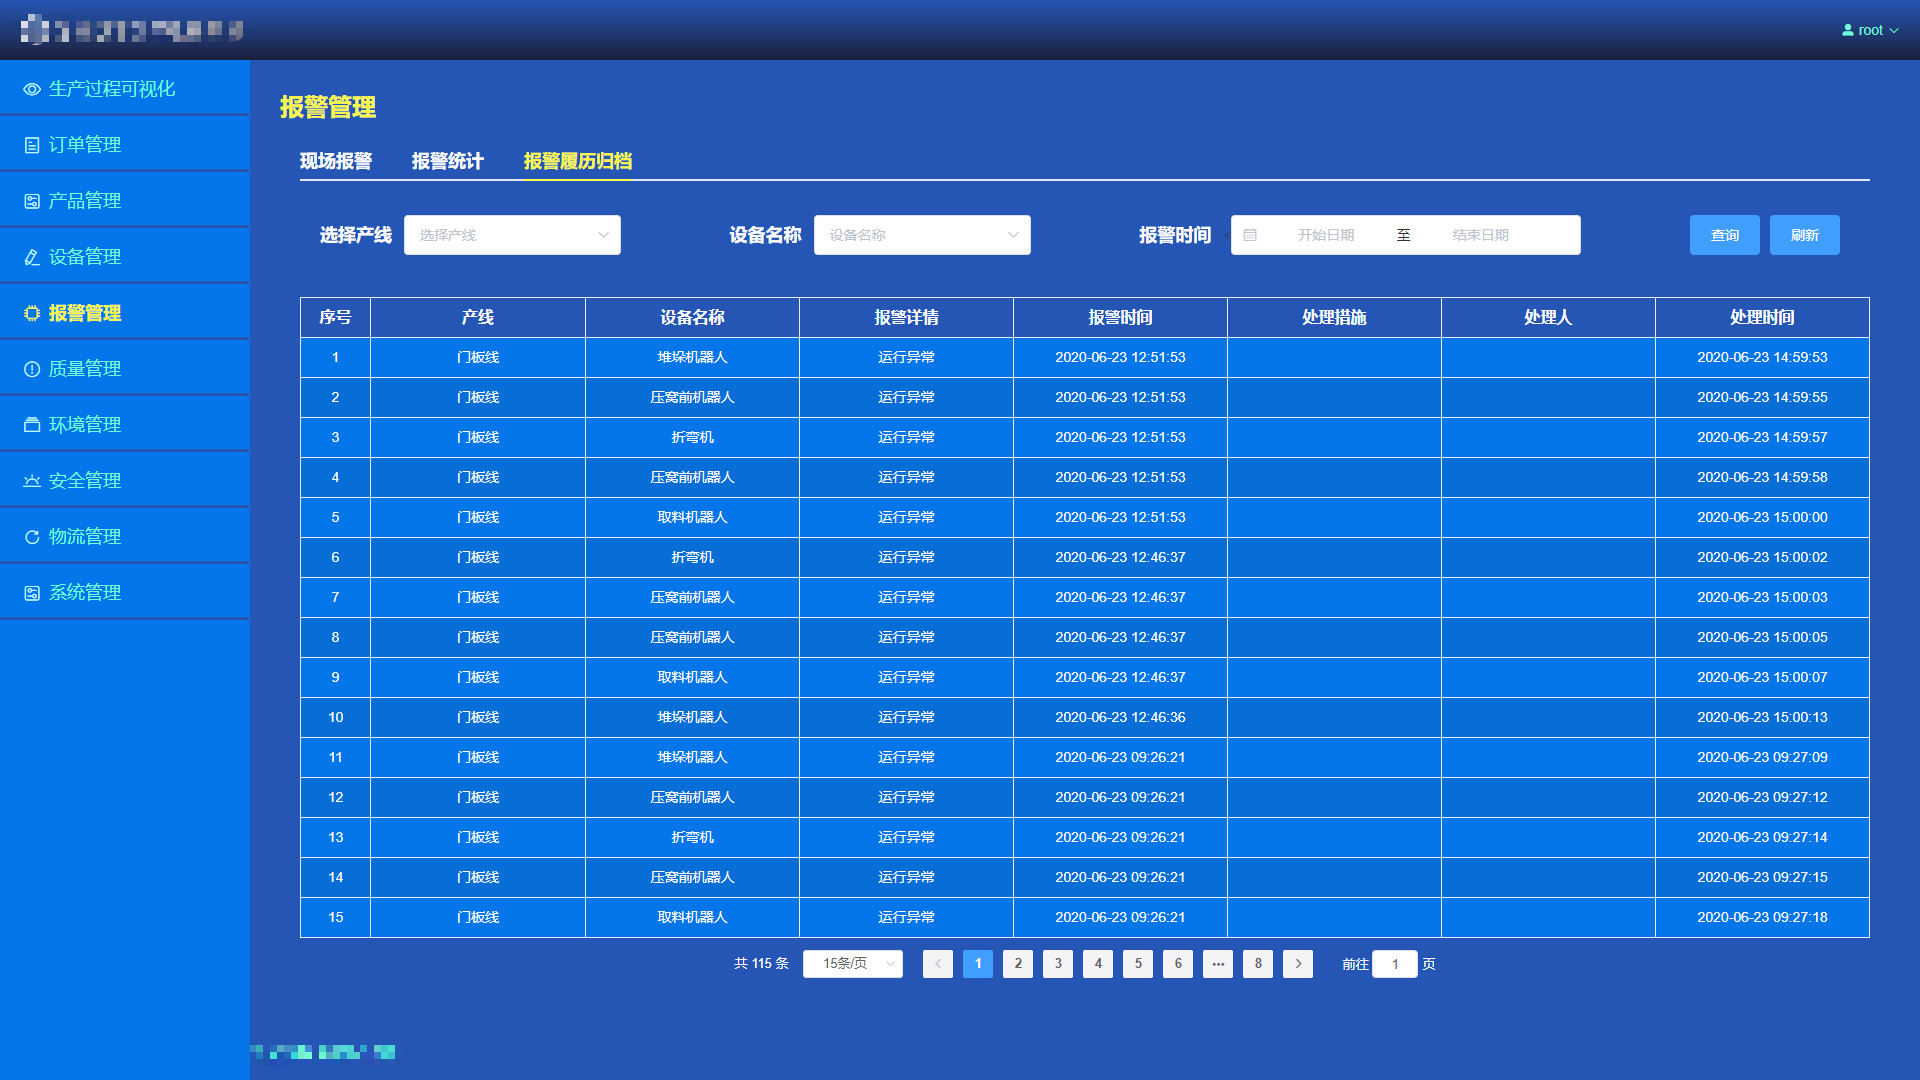 root
生产过程可视化
订单管理
产品管理
设备管理
报警管理
质量管理
环境管理
安全管理
物流管理
系统管理
报警管理
现场报警 报警统计 报警履历归档
选择产线 选择产线 设备名称 设备名称 报警时间 开始日期 至 结束日期 查询 刷新
序号 产线 设备名称 报警详情 报警时间 处理措施 处理人 处理时间
1 门板线 堆垛机器人 运行异常 2020-06-23 12:51:53 2020-06-23 14:59:53
2 门板线 压窝前机器人 运行异常 2020-06-23 12:51:53 2020-06-23 14:59:55
3 门板线 折弯机 运行异常 2020-06-23 12:51:53 2020-06-23 14:59:57
4 门板线 压窝前机器人 运行异常 2020-06-23 12:51:53 2020-06-23 14:59:58
5 门板线 取料机器人 运行异常 2020-06-23 12:51:53 2020-06-23 15:00:00
6 门板线 折弯机 运行异常 2020-06-23 12:46:37 2020-06-23 15:00:02
7 门板线 压窝前机器人 运行异常 2020-06-23 12:46:37 2020-06-23 15:00:03
8 门板线 压窝前机器人 运行异常 2020-06-23 12:46:37 2020-06-23 15:00:05
9 门板线 取料机器人 运行异常 2020-06-23 12:46:37 2020-06-23 15:00:07
10 门板线 堆垛机器人 运行异常 2020-06-23 12:46:36 2020-06-23 15:00:13
11 门板线 堆垛机器人 运行异常 2020-06-23 09:26:21 2020-06-23 09:27:09
12 门板线 压窝前机器人 运行异常 2020-06-23 09:26:21 2020-06-23 09:27:12
13 门板线 折弯机 运行异常 2020-06-23 09:26:21 2020-06-23 09:27:14
14 门板线 压窝前机器人 运行异常 2020-06-23 09:26:21 2020-06-23 09:27:15
15 门板线 取料机器人 运行异常 2020-06-23 09:26:21 2020-06-23 09:27:18
共 115 条 15条/页 < 1 2 3 4 5 6 ··· 8 > 前往 1 页